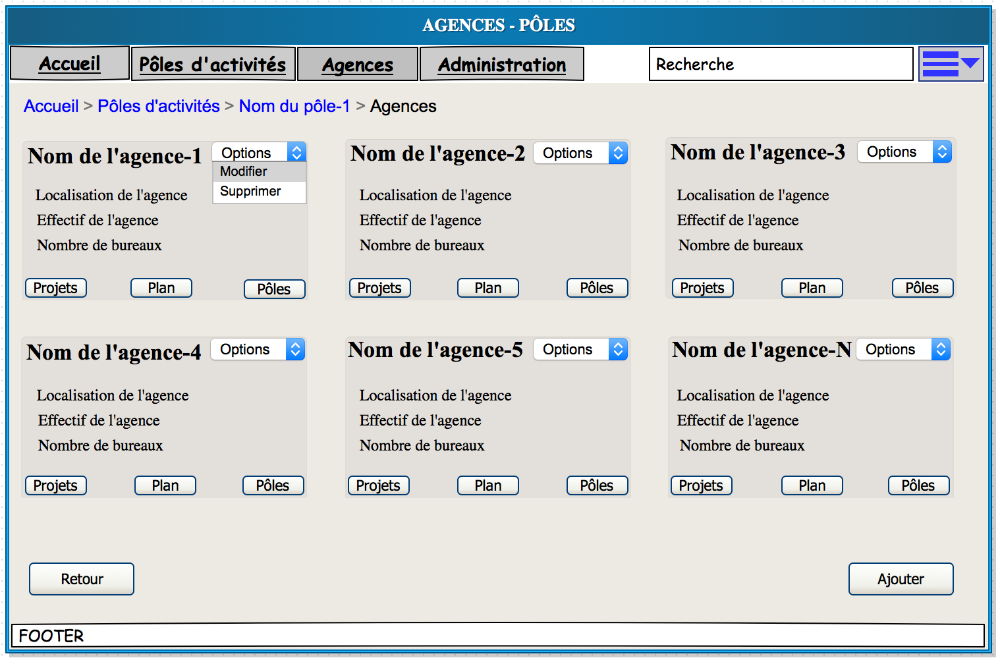 AGENCES - PÔLES
Accueil
Pôles d'activités
Agences
Administration
Recherche
Accueil > Pôles d'activités > Nom du pôle-1 > Agences
Nom de l'agence-1
Options
Modifier
Supprimer
Localisation de l'agence
Effectif de l'agence
Nombre de bureaux
Projets
Plan
Pôles
Nom de l'agence-2
Options
Localisation de l'agence
Effectif de l'agence
Nombre de bureaux
Projets
Plan
Pôles
Nom de l'agence-3
Options
Localisation de l'agence
Effectif de l'agence
Nombre de bureaux
Projets
Plan
Pôles
Nom de l'agence-4
Options
Localisation de l'agence
Effectif de l'agence
Nombre de bureaux
Projets
Plan
Pôles
Nom de l'agence-5
Options
Localisation de l'agence
Effectif de l'agence
Nombre de bureaux
Projets
Plan
Pôles
Nom de l'agence-N
Options
Localisation de l'agence
Effectif de l'agence
Nombre de bureaux
Projets
Plan
Pôles
Retour
Ajouter
FOOTER